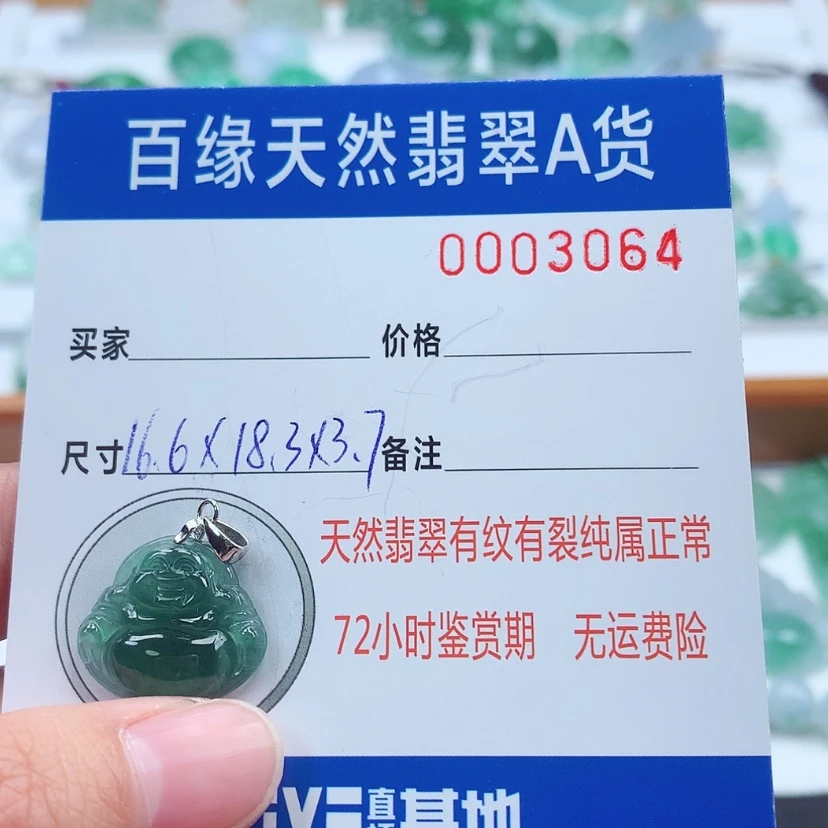 百缘天然翡翠A货
0003064
买家 价格
尺寸16.6X18.3X3.7备注
天然翡翠有纹有裂纯属正常
72小时鉴赏期 无运费险
基地